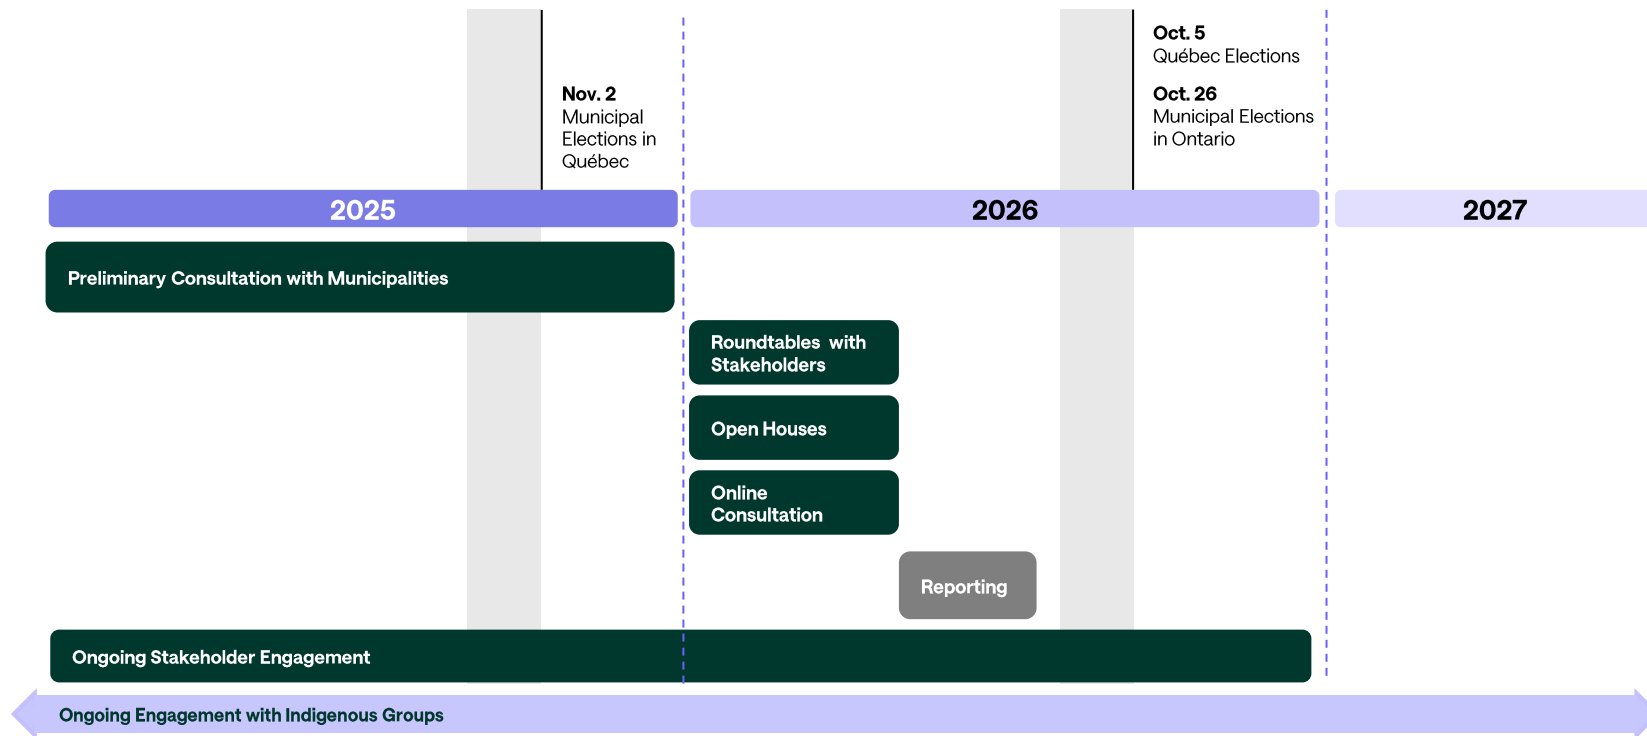 Oct. 5
Québec Elections
Nov. 2
Municipal
Elections in
Québec
Oct. 26
Municipal Elections
in Ontario
2025
2026
2027
Preliminary Consultation with Municipalities
Roundtables with
Stakeholders
Open Houses
Online
Consultation
Reporting
Ongoing Stakeholder Engagement
Ongoing Engagement with Indigenous Groups